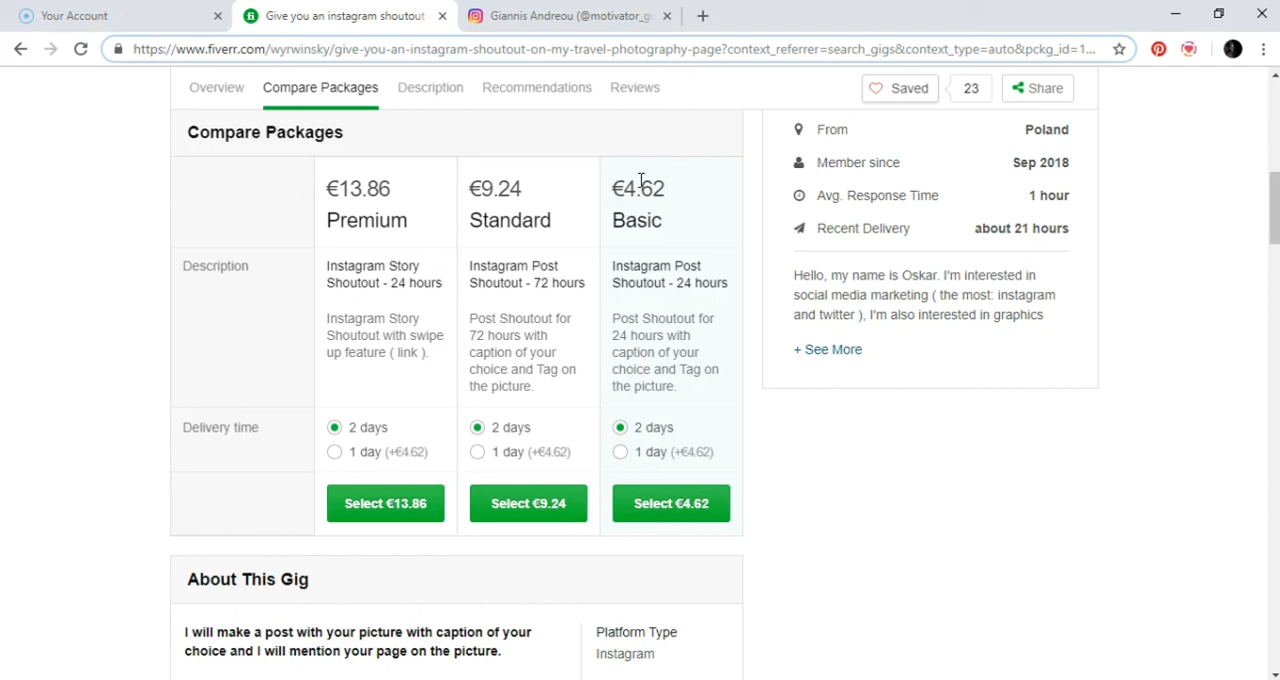 Your Account
Give you an instagram shoutout
Giannis Andreou (@motivator_g
https://www.fiverr.com/wyrwinsky/give-you-an-instagram-shoutout-on-my-travel-photography-page?context_referrer=search_gigs&context_type=auto&pckg_id=1...
Overview Compare Packages Description Recommendations Reviews
Saved 23 Share
Compare Packages
€13.86
Premium
€9.24
Standard
€4.62
Basic
Description
Instagram Story
Shoutout - 24 hours
Instagram Story
Shoutout with swipe
up feature ( link ).
Instagram Post
Shoutout - 72 hours
Post Shoutout for
72 hours with
caption of your
choice and Tag on
the picture.
Instagram Post
Shoutout - 24 hours
Post Shoutout for
24 hours with
caption of your
choice and Tag on
the picture.
Delivery time
2 days
1 day (+€4.62)
2 days
1 day (+€4.62)
2 days
1 day (+€4.62)
Select €13.86
Select €9.24
Select €4.62
From Poland
Member since Sep 2018
Avg. Response Time 1 hour
Recent Delivery about 21 hours
Hello, my name is Oskar. I'm interested in
social media marketing ( the most: instagram
and twitter ), I'm also interested in graphics
+ See More
About This Gig
I will make a post with your picture with caption of your
choice and I will mention your page on the picture.
Platform Type
Instagram